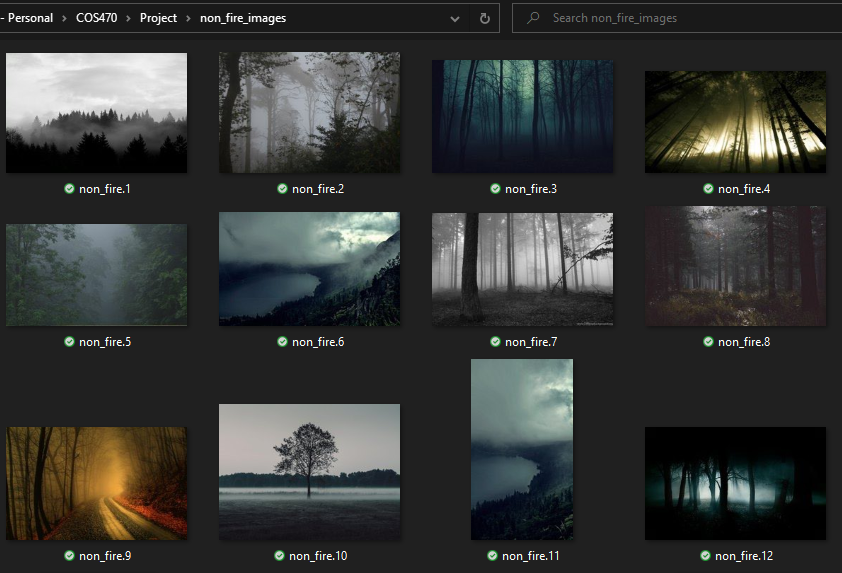 - Personal > COS470 > Project > non_fire_images
Search non_fire_images
non_fire.1
non_fire.2
non_fire.3
non_fire.4
non_fire.5
non_fire.6
non_fire.7
non_fire.8
non_fire.9
non_fire.10
non_fire.11
non_fire.12